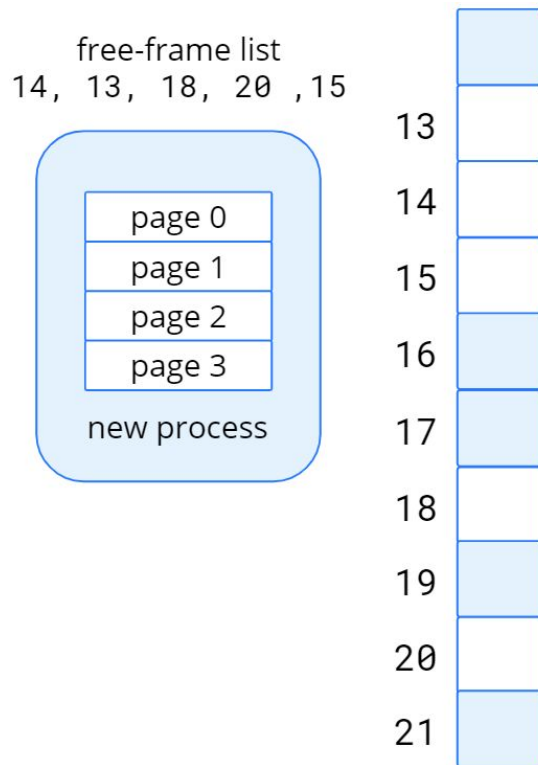 free-frame list
14, 13, 18, 20 ,15
page 0
page 1
page 2
page 3
new process
13
14
15
16
17
18
19
20
21